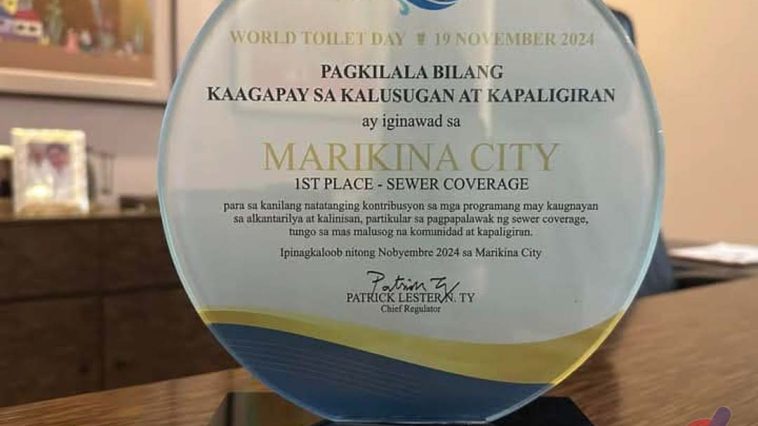 WORLD TOILET DAY # 19 NOVEMBER 2024
PAGKILALA BILANG
KAAGAPAY SA KALUSUGAN AT KAPALIGIRAN
ay iginawad sa
MARIKINA CITY
1ST PLACE - SEWER COVERAGE
para sa kanilang natatanging kontribusyon sa mga programang may kaugnayan
sa alkantarilya at kalinisan, partikular sa pagpapalawak ng sewer coverage,
tungo sa mas malusog na komunidad at kapaligiran.
Ipinagkaloob nitong Nobyembre 2024 sa Marikina City
PATRICK LESTER N. TY
Chief Regulator